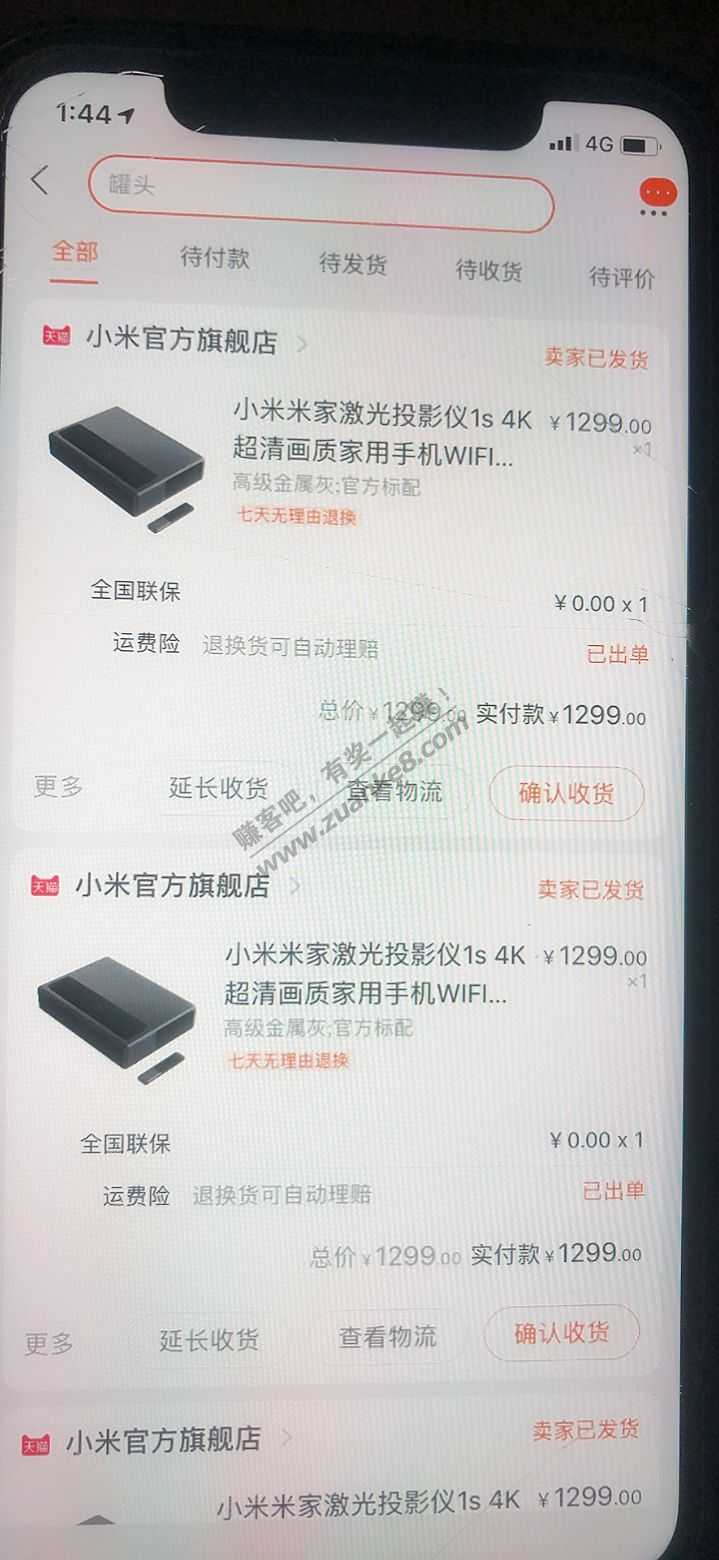 1:44
4G
罐头
全部 待付款 待发货 待收货 待评价
天猫 小米官方旗舰店 卖家已发货
小米米家激光投影仪1s 4K ¥1299.00
超清画质家用手机WIFI... ×1
高级金属灰;官方标配
七天无理由退换
全国联保 ¥0.00 x 1
运费险 退换货可自动理赔 已出单
总价¥1299.00 实付款¥1299.00
更多 延长收货 查看物流 确认收货
赚客吧，有奖一起赚！
www.zuanke8.com
天猫 小米官方旗舰店 卖家已发货
小米米家激光投影仪1s 4K ¥1299.00
超清画质家用手机WIFI... ×1
高级金属灰;官方标配
七天无理由退换
全国联保 ¥0.00 x 1
运费险 退换货可自动理赔 已出单
总价¥1299.00 实付款¥1299.00
更多 延长收货 查看物流 确认收货
天猫 小米官方旗舰店 卖家已发货
小米米家激光投影仪1s 4K ¥1299.00